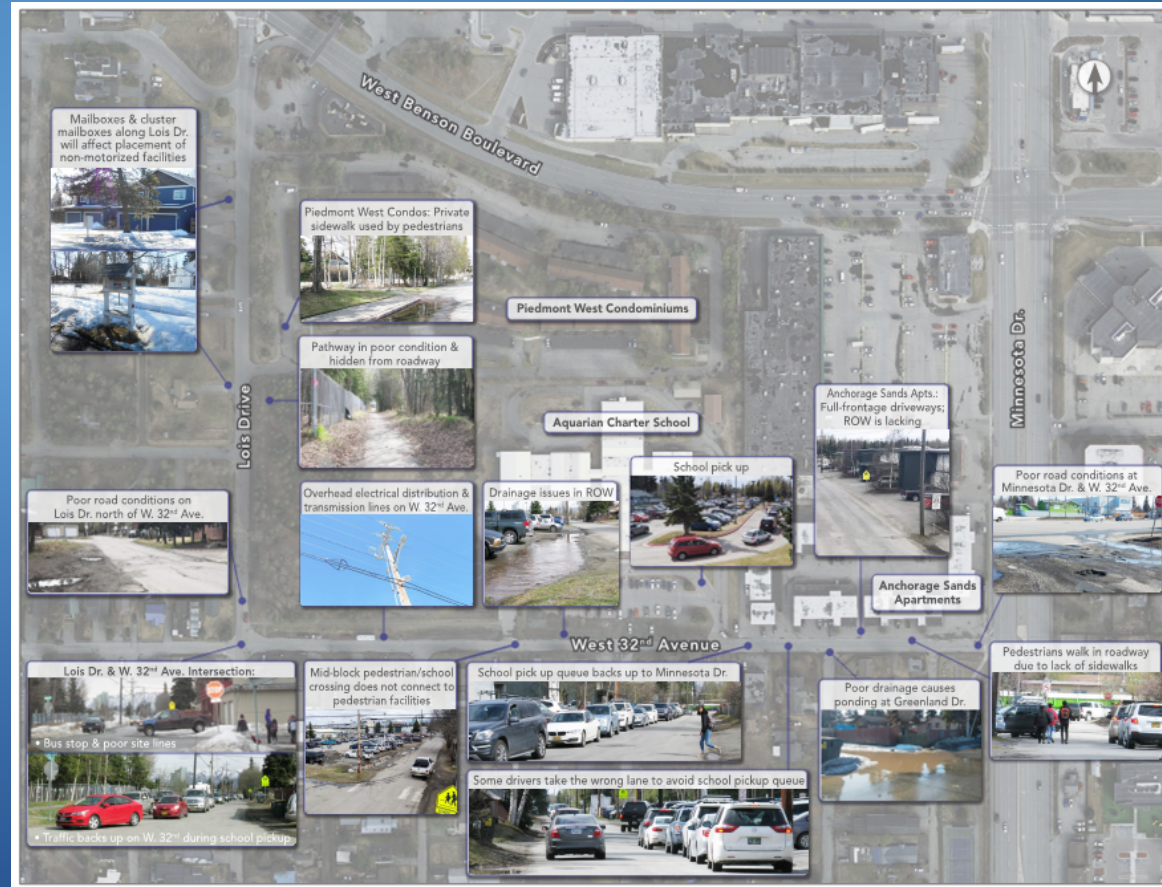 West Benson Boulevard
Mailboxes & cluster
mailboxes along Lois Dr.
will affect placement of
non-motorized facilities
Piedmont West Condos: Private
sidewalk used by pedestrians
Piedmont West Condominiums
Minnesota Dr.
Pathway in poor condition &
hidden from roadway
Lois Drive
Aquarian Charter School
Anchorage Sands Apts.:
Full-frontage driveways;
ROW is lacking
School pick up
Poor road conditions at
Minnesota Dr. & W. 32nd Ave.
Poor road conditions on
Lois Dr. north of W. 32nd Ave.
Overhead electrical distribution &
transmission lines on W. 32nd Ave.
Drainage issues in ROW
Anchorage Sands
Apartments
West 32nd Avenue
Lois Dr. & W. 32nd Ave. Intersection:
STOP
• Bus stop & poor site lines
• Traffic backs up on W. 32nd during school pickup
Mid-block pedestrian/school
crossing does not connect to
pedestrian facilities
School pick up queue backs up to Minnesota Dr.
Some drivers take the wrong lane to avoid school pickup queue
Poor drainage causes
ponding at Greenland Dr.
Pedestrians walk in roadway
due to lack of sidewalks